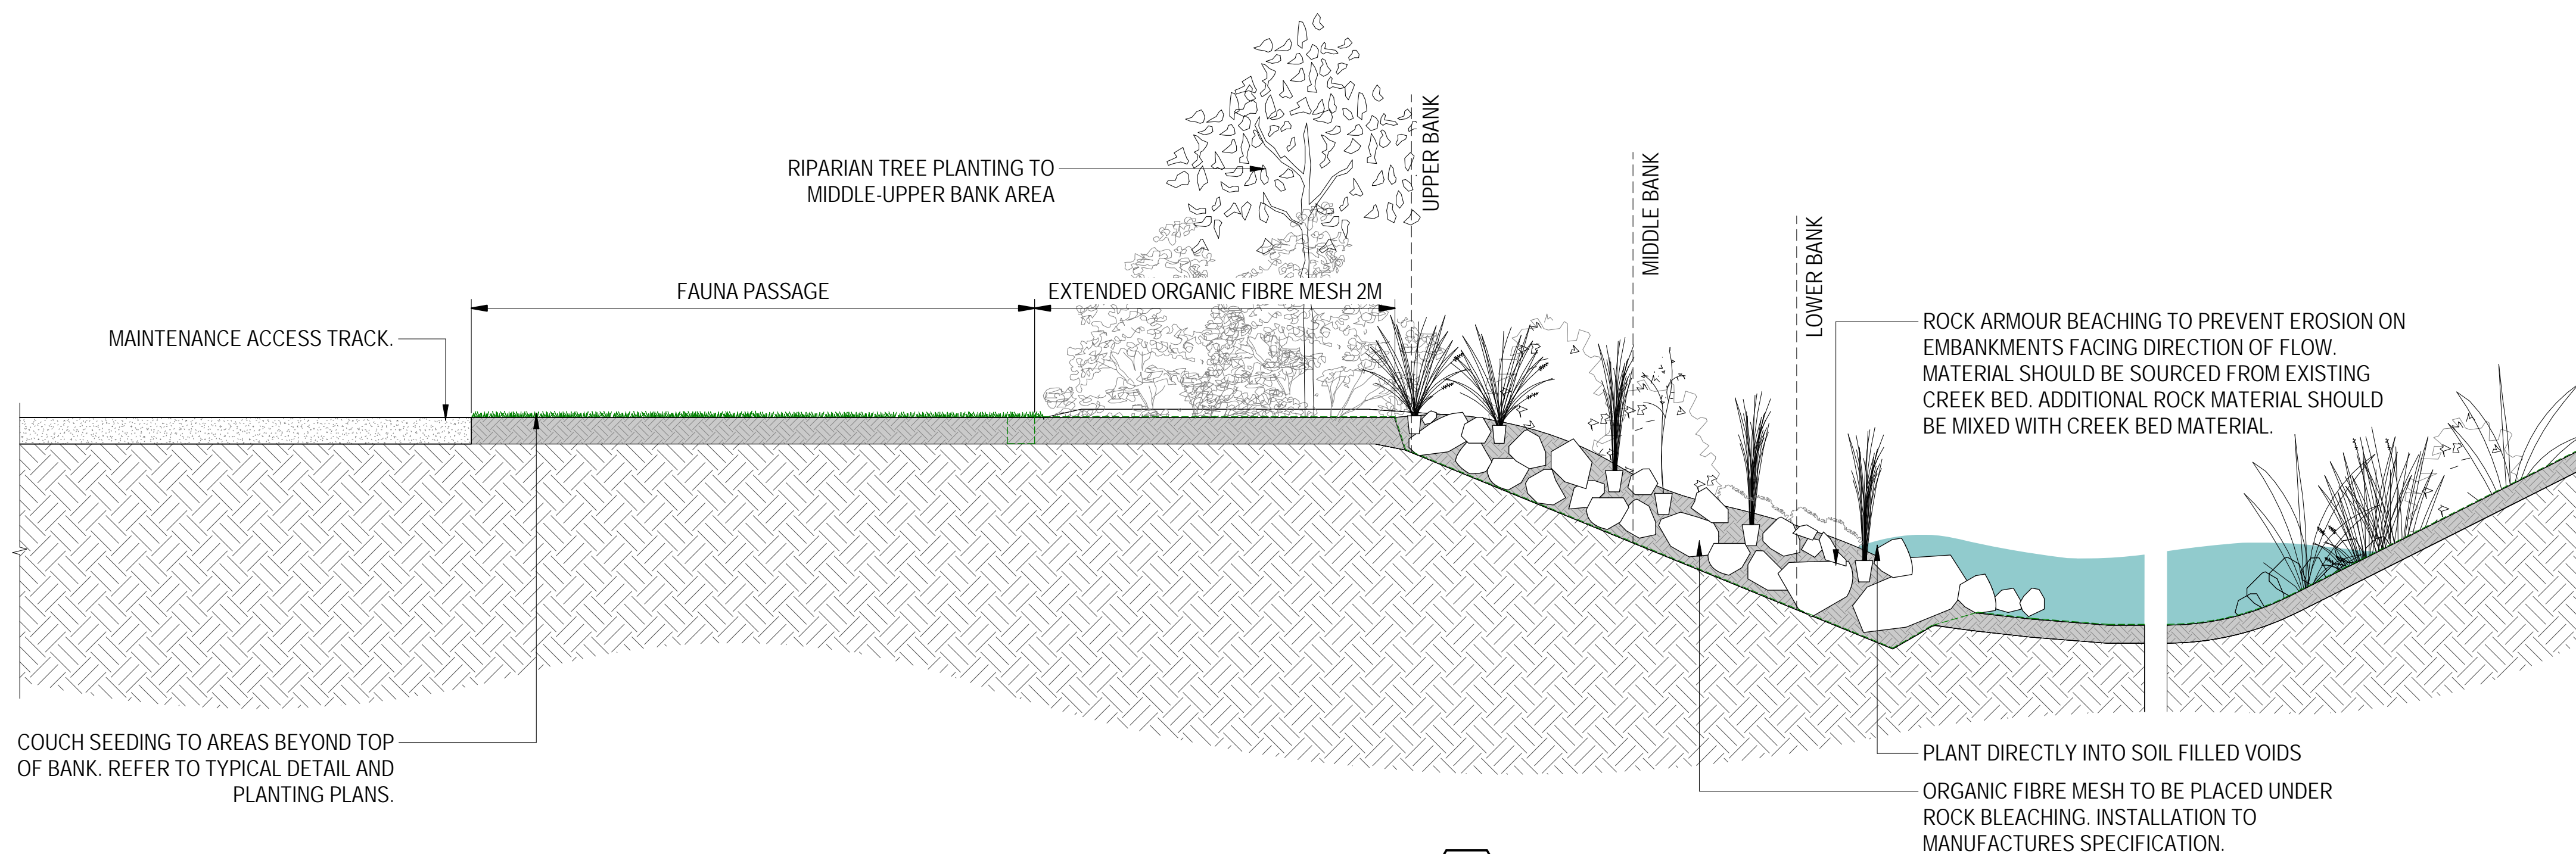 RIPARIAN TREE PLANTING TO
MIDDLE-UPPER BANK AREA
UPPER BANK
MIDDLE BANK
LOWER BANK
FAUNA PASSAGE
EXTENDED ORGANIC FIBRE MESH 2M
MAINTENANCE ACCESS TRACK.
ROCK ARMOUR BEACHING TO PREVENT EROSION ON
EMBANKMENTS FACING DIRECTION OF FLOW.
MATERIAL SHOULD BE SOURCED FROM EXISTING
CREEK BED. ADDITIONAL ROCK MATERIAL SHOULD
BE MIXED WITH CREEK BED MATERIAL.
COUCH SEEDING TO AREAS BEYOND TOP
OF BANK. REFER TO TYPICAL DETAIL AND
PLANTING PLANS.
PLANT DIRECTLY INTO SOIL FILLED VOIDS
ORGANIC FIBRE MESH TO BE PLACED UNDER
ROCK BLEACHING. INSTALLATION TO
MANUFACTURES SPECIFICATION.